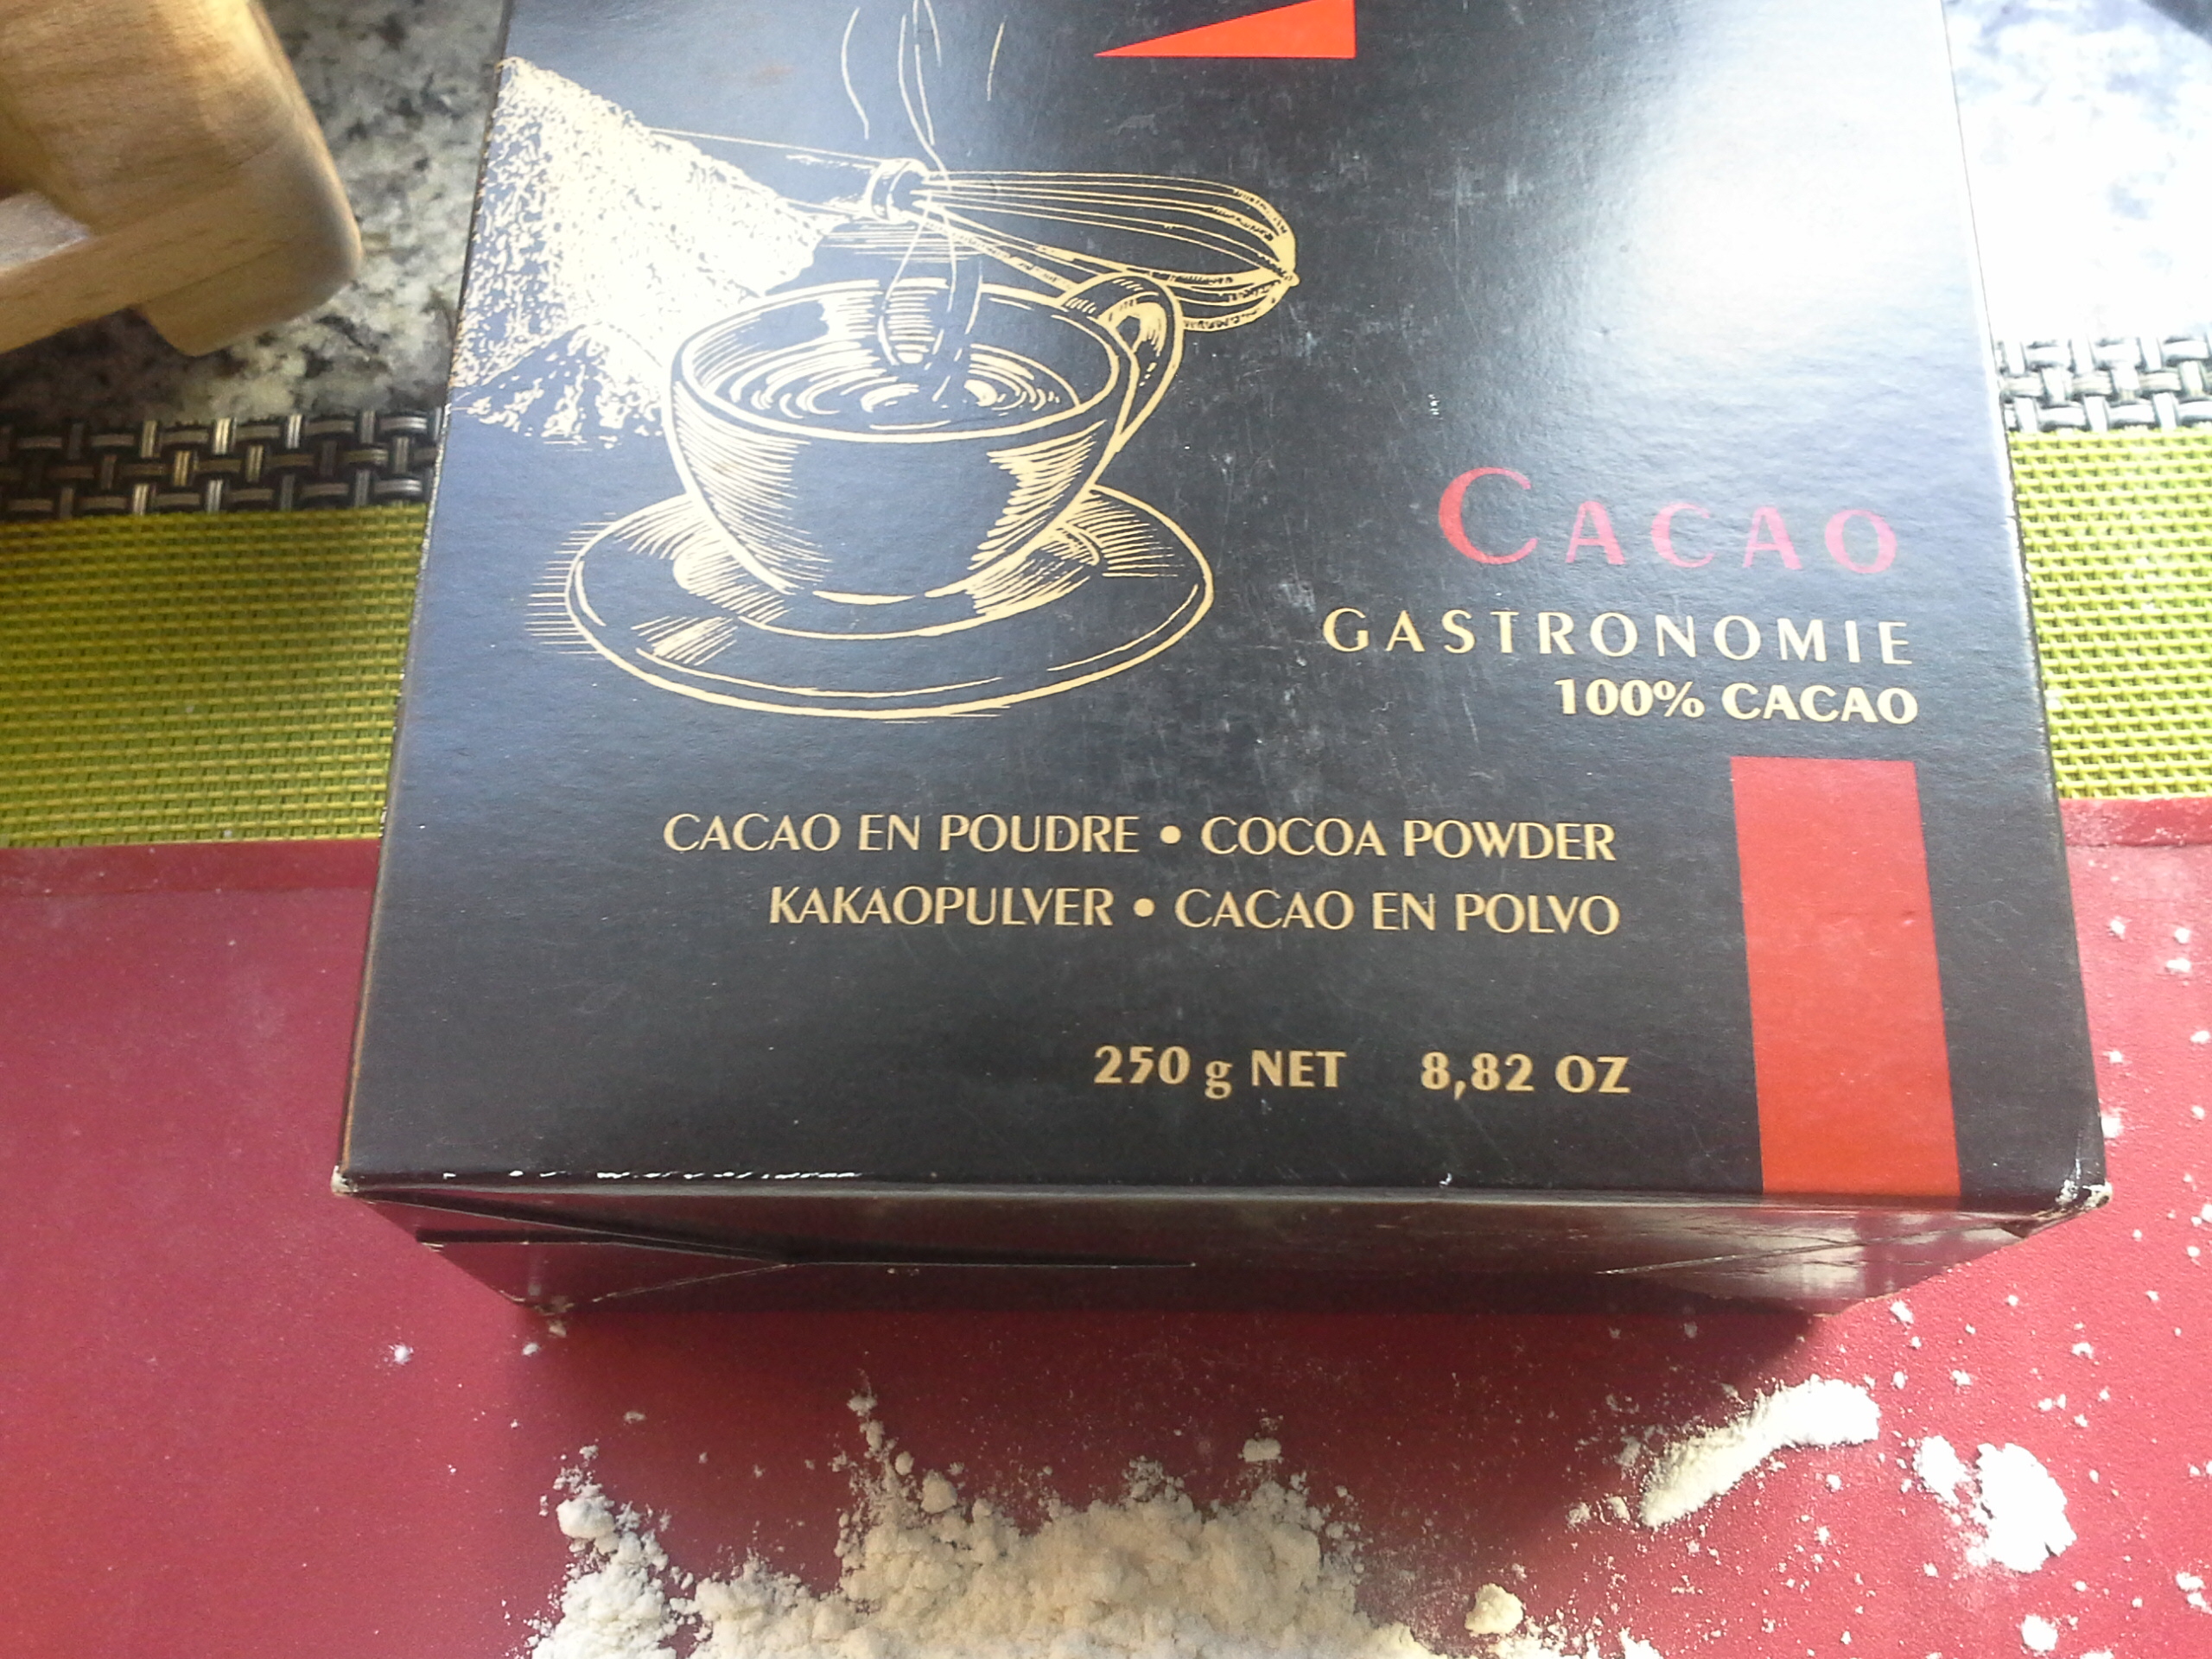 CACAO
GASTRONOMIE
100% CACAO
CACAO EN POUDRE • COCOA POWDER
KAKAOPULVER • CACAO EN POLVO
250 g NET 8,82 OZ